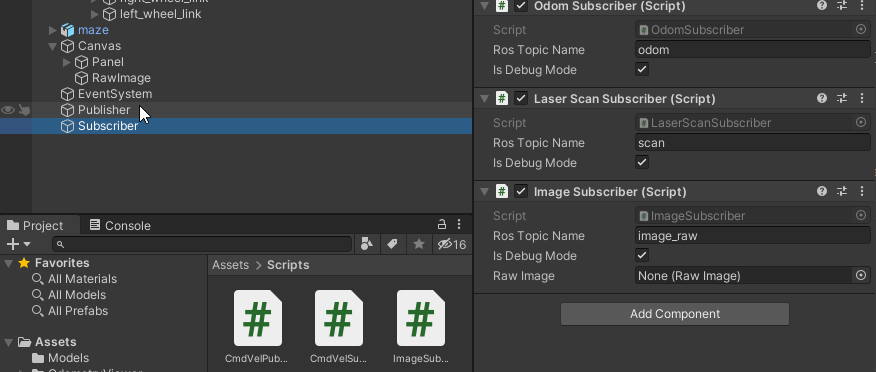 right_wheel_link
left_wheel_link
maze
Canvas
Panel
RawImage
EventSystem
Publisher
Subscriber
Project
Console
16
Favorites
All Materials
All Models
All Prefabs
Assets
Models
OdometryViewer
Assets > Scripts
CmdVelPub...
CmdVelSu...
ImageSub...
Odom Subscriber (Script)
Script
OdomSubscriber
Ros Topic Name
odom
Is Debug Mode
Laser Scan Subscriber (Script)
Script
LaserScanSubscriber
Ros Topic Name
scan
Is Debug Mode
Image Subscriber (Script)
Script
ImageSubscriber
Ros Topic Name
image_raw
Is Debug Mode
Raw Image
None (Raw Image)
Add Component